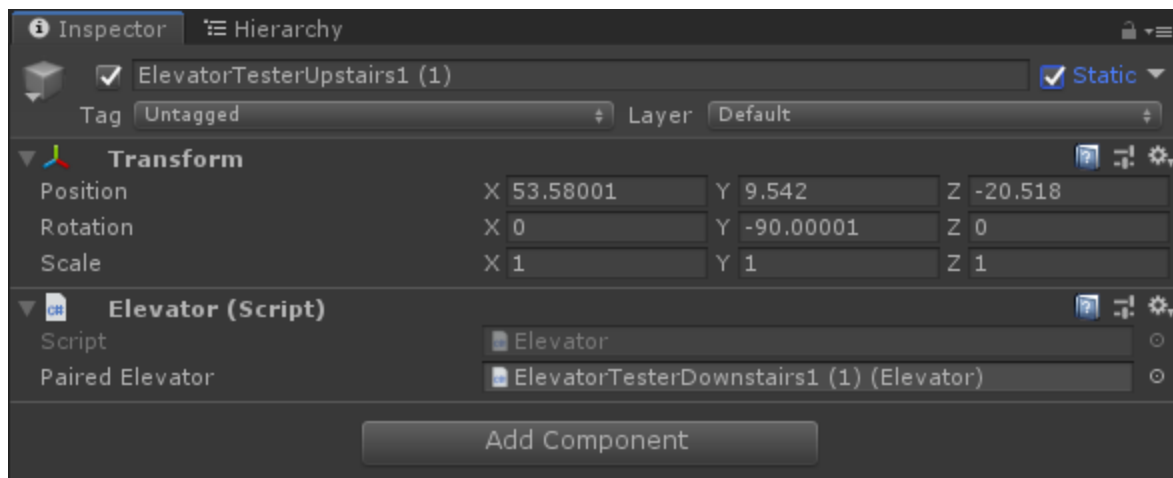 Inspector Hierarchy
ElevatorTesterUpstairs1 (1) Static
Tag Untagged Layer Default
Transform
Position X 53.58001 Y 9.542 Z -20.518
Rotation X 0 Y -90.00001 Z 0
Scale X 1 Y 1 Z 1
c# Elevator (Script)
Script Elevator
Paired Elevator ElevatorTesterDownstairs1 (1) (Elevator)
Add Component